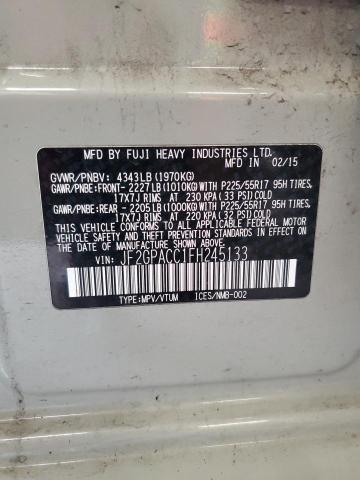 MFD. BY FUJI HEAVY INDUSTRIES LTD. IN 02/15
GVWR/PNBV: 4343LB (1970KG)
GAWR/PNBE:FRONT- 2227LB (1010KG) WITH P225/55R17 95H TIRES,
17X7J RIMS AT 230 KPA (33 PSI) COLD
GAWR/PNBE:REAR - 2205LB (1000KG) WITH P225/55R17 95H TIRES,
17X7J RIMS AT 220 KPA (32 PSI) COLD
THIS VEHICLE CONFORMS TO ALL APPLICABLE FEDERAL MOTOR
VEHICLE SAFETY, BUMPER, AND THEFT PREVENTION STANDARDS IN EFFECT ON
THE DATE OF MANUFACTURE SHOWN ABOVE.
VIN: JF2GPACC1FH245133
TYPE:MPV/VTUM ICES/NMB-002